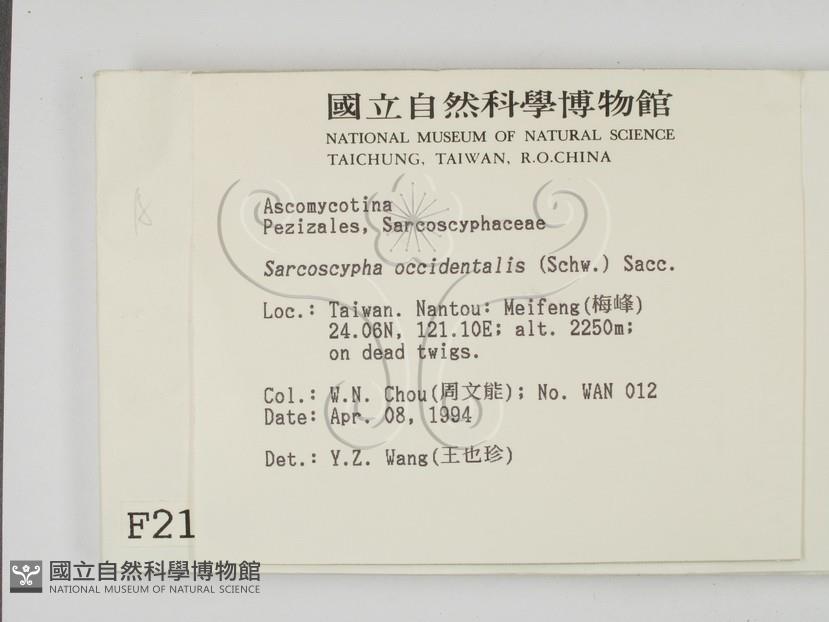 國立自然科學博物館
NATIONAL MUSEUM OF NATURAL SCIENCE
TAICHUNG, TAIWAN, R.O.CHINA
Ascomycotina
Pezizales, Sarcoscyphaceae
Sarcoscypha occidentalis (Schw.) Sacc.
Loc.: Taiwan. Nantou: Meifeng(梅峰)
24.06N, 121.10E; alt. 2250m;
on dead twigs.
Col.: W.N. Chou(周文能); No. WAN 012
Date: Apr. 08, 1994
Det.: Y.Z. Wang(王也珍)
F21
國立自然科學博物館
NATIONAL MUSEUM OF NATURAL SCIENCE